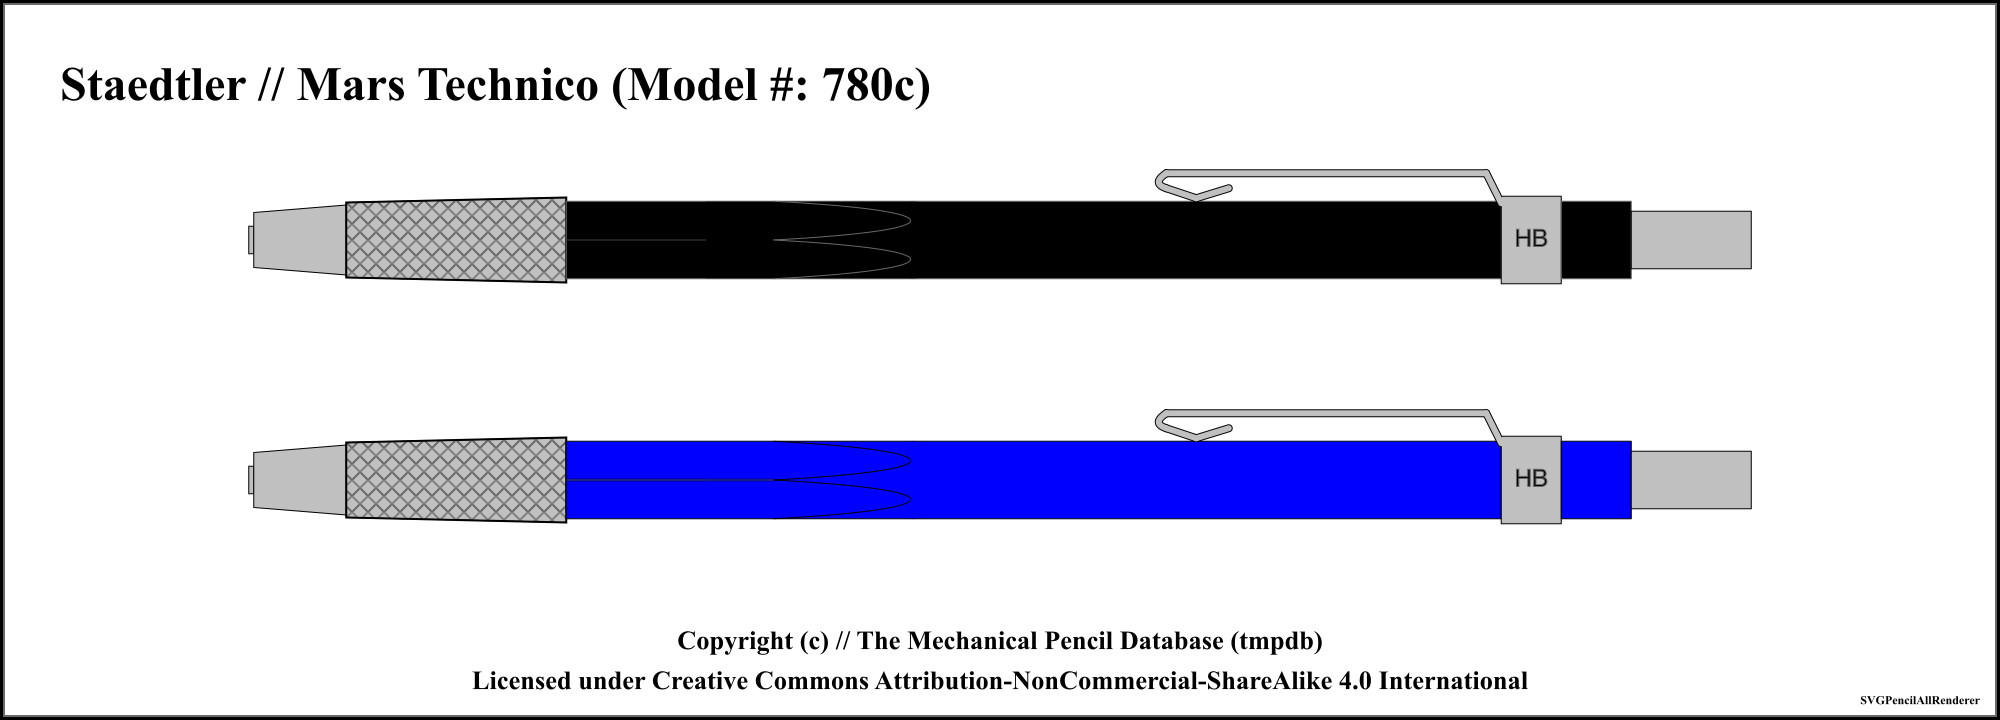 Staedtler // Mars Technico (Model #: 780c)
HB
HB
Copyright (c) // The Mechanical Pencil Database (tmpdb)
Licensed under Creative Commons Attribution-NonCommercial-ShareAlike 4.0 International
SVGPencilAllRenderer